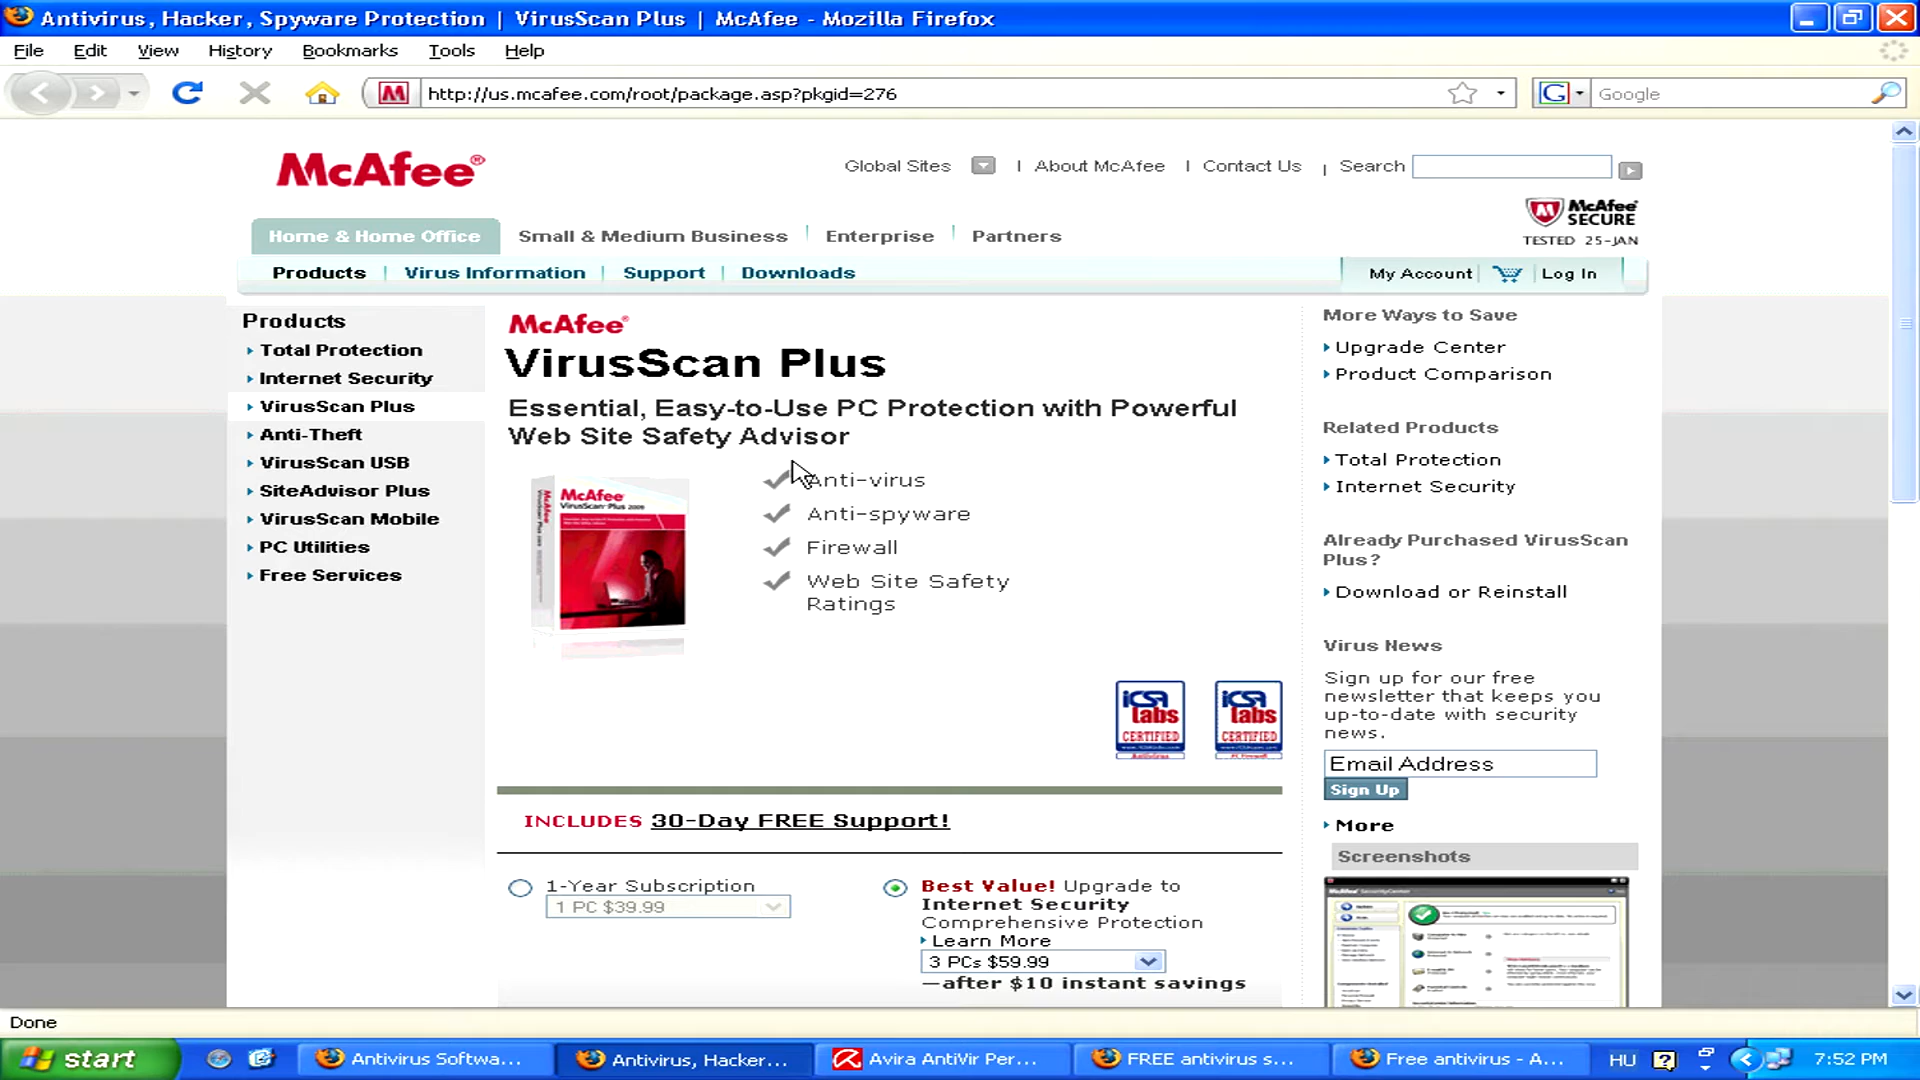 Antivirus, Hacker, Spyware Protection | VirusScan Plus | McAfee - Mozilla Firefox
File Edit View History Bookmarks Tools Help
http://us.mcafee.com/root/package.asp?pkgid=276
Google
McAfee®
Global Sites | About McAfee | Contact Us | Search
McAfee
SECURE
TESTED 25-JAN
Home & Home Office Small & Medium Business Enterprise Partners
Products Virus Information Support Downloads
My Account Log In
Products
Total Protection
Internet Security
VirusScan Plus
Anti-Theft
VirusScan USB
SiteAdvisor Plus
VirusScan Mobile
PC Utilities
Free Services
McAfee®
VirusScan Plus
Essential, Easy-to-Use PC Protection with Powerful
Web Site Safety Advisor
McAfee
VirusScan Plus 2009
Anti-virus
Anti-spyware
Firewall
Web Site Safety
Ratings
ICSA
labs
CERTIFIED
Antivirus
ICSA
labs
CERTIFIED
PC Firewall
INCLUDES 30-Day FREE Support!
1-Year Subscription
1 PC $39.99
Best Value! Upgrade to
Internet Security
Comprehensive Protection
Learn More
3 PCs $59.99
—after $10 instant savings
More Ways to Save
Upgrade Center
Product Comparison
Related Products
Total Protection
Internet Security
Already Purchased VirusScan
Plus?
Download or Reinstall
Virus News
Sign up for our free
newsletter that keeps you
up-to-date with security
news.
Email Address
Sign Up
More
Screenshots
Done
start
Antivirus Softwa...
Antivirus, Hacker...
Avira AntiVir Per...
FREE antivirus s...
Free antivirus - A...
HU
7:52 PM